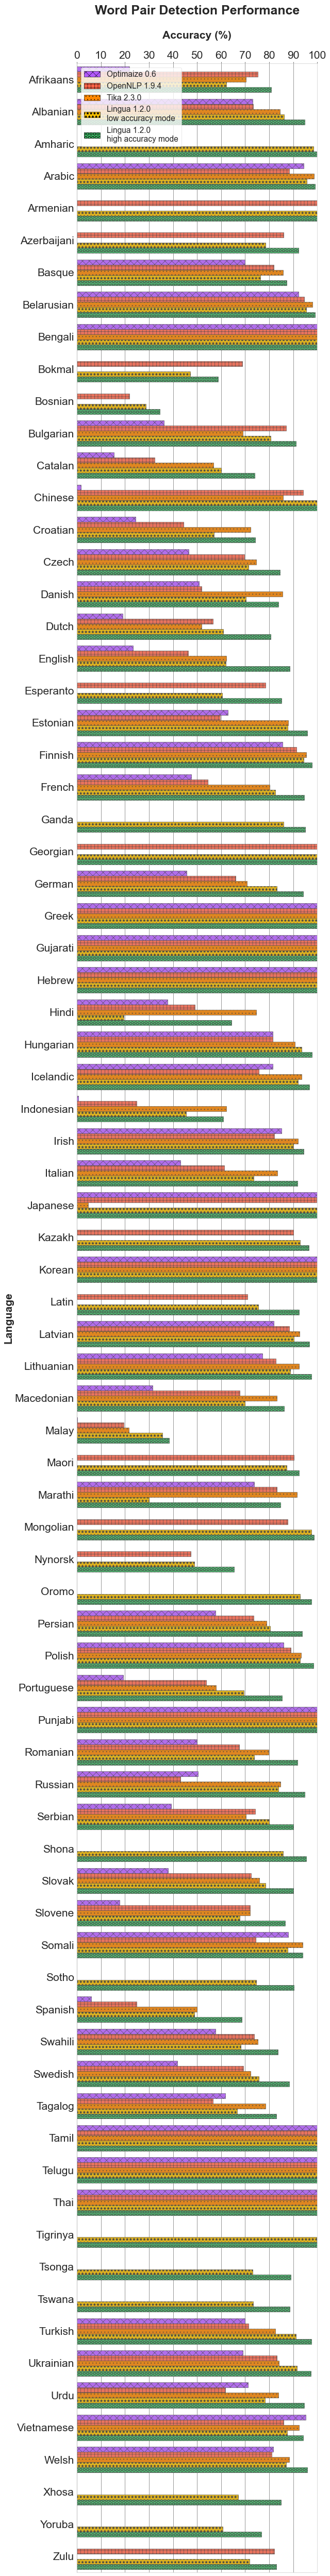 Word Pair Detection Performance
Accuracy (%)
0 10 20 30 40 50 60 70 80 90 100
Optimaize 0.6
OpenNLP 1.9.4
Tika 2.3.0
Lingua 1.2.0
low accuracy mode
Lingua 1.2.0
high accuracy mode
Language
Afrikaans
Albanian
Amharic
Arabic
Armenian
Azerbaijani
Basque
Belarusian
Bengali
Bokmal
Bosnian
Bulgarian
Catalan
Chinese
Croatian
Czech
Danish
Dutch
English
Esperanto
Estonian
Finnish
French
Ganda
Georgian
German
Greek
Gujarati
Hebrew
Hindi
Hungarian
Icelandic
Indonesian
Irish
Italian
Japanese
Kazakh
Korean
Latin
Latvian
Lithuanian
Macedonian
Malay
Maori
Marathi
Mongolian
Nynorsk
Oromo
Persian
Polish
Portuguese
Punjabi
Romanian
Russian
Serbian
Shona
Slovak
Slovene
Somali
Sotho
Spanish
Swahili
Swedish
Tagalog
Tamil
Telugu
Thai
Tigrinya
Tsonga
Tswana
Turkish
Ukrainian
Urdu
Vietnamese
Welsh
Xhosa
Yoruba
Zulu